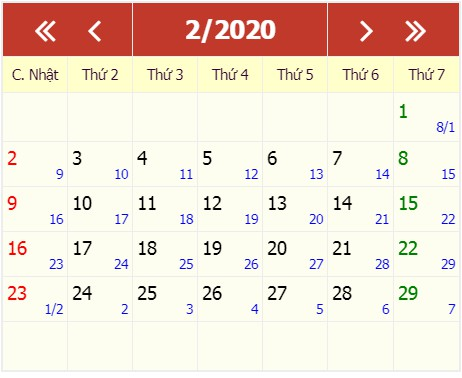 2/2020
C. Nhật Thứ 2 Thứ 3 Thứ 4 Thứ 5 Thứ 6 Thứ 7
1
8/1
2 3 4 5 6 7 8
9 10 11 12 13 14 15
9 10 11 12 13 14 15
16 17 18 19 20 21 22
16 17 18 19 20 21 22
23 24 25 26 27 28 29
23 24 25 26 27 28 29
1/2 2 3 4 5 6 7